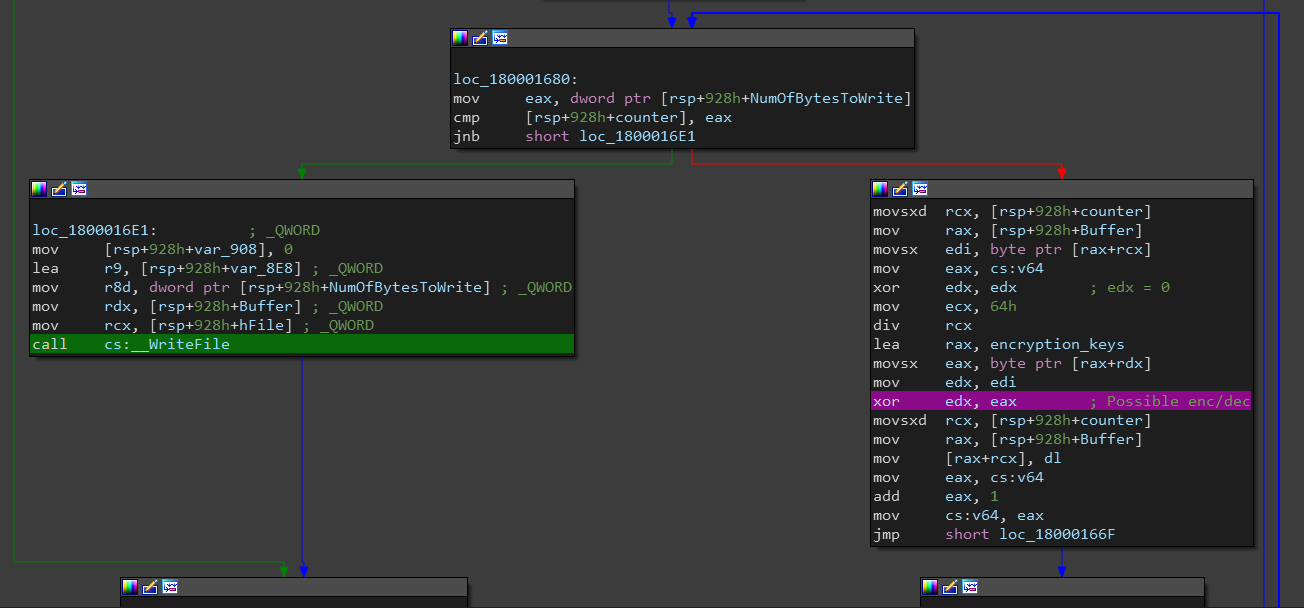 loc_180001680:
mov eax, dword ptr [rsp+928h+NumOfBytesToWrite]
cmp [rsp+928h+counter], eax
jnb short loc_1800016E1
loc_1800016E1: ; _QWORD
mov [rsp+928h+var_908], 0
lea r9, [rsp+928h+var_8E8] ; _QWORD
mov r8d, dword ptr [rsp+928h+NumOfBytesToWrite] ; _QWORD
mov rdx, [rsp+928h+Buffer] ; _QWORD
mov rcx, [rsp+928h+hFile] ; _QWORD
call cs:__WriteFile
movsxd rcx, [rsp+928h+counter]
mov rax, [rsp+928h+Buffer]
movsx edi, byte ptr [rax+rcx]
mov eax, cs:v64
xor edx, edx ; edx = 0
mov ecx, 64h
div rcx
lea rax, encryption_keys
movsx eax, byte ptr [rax+rdx]
mov edx, edi
xor edx, eax ; Possible enc/dec
movsxd rcx, [rsp+928h+counter]
mov rax, [rsp+928h+Buffer]
mov [rax+rcx], dl
mov eax, cs:v64
add eax, 1
mov cs:v64, eax
jmp short loc_18000166F